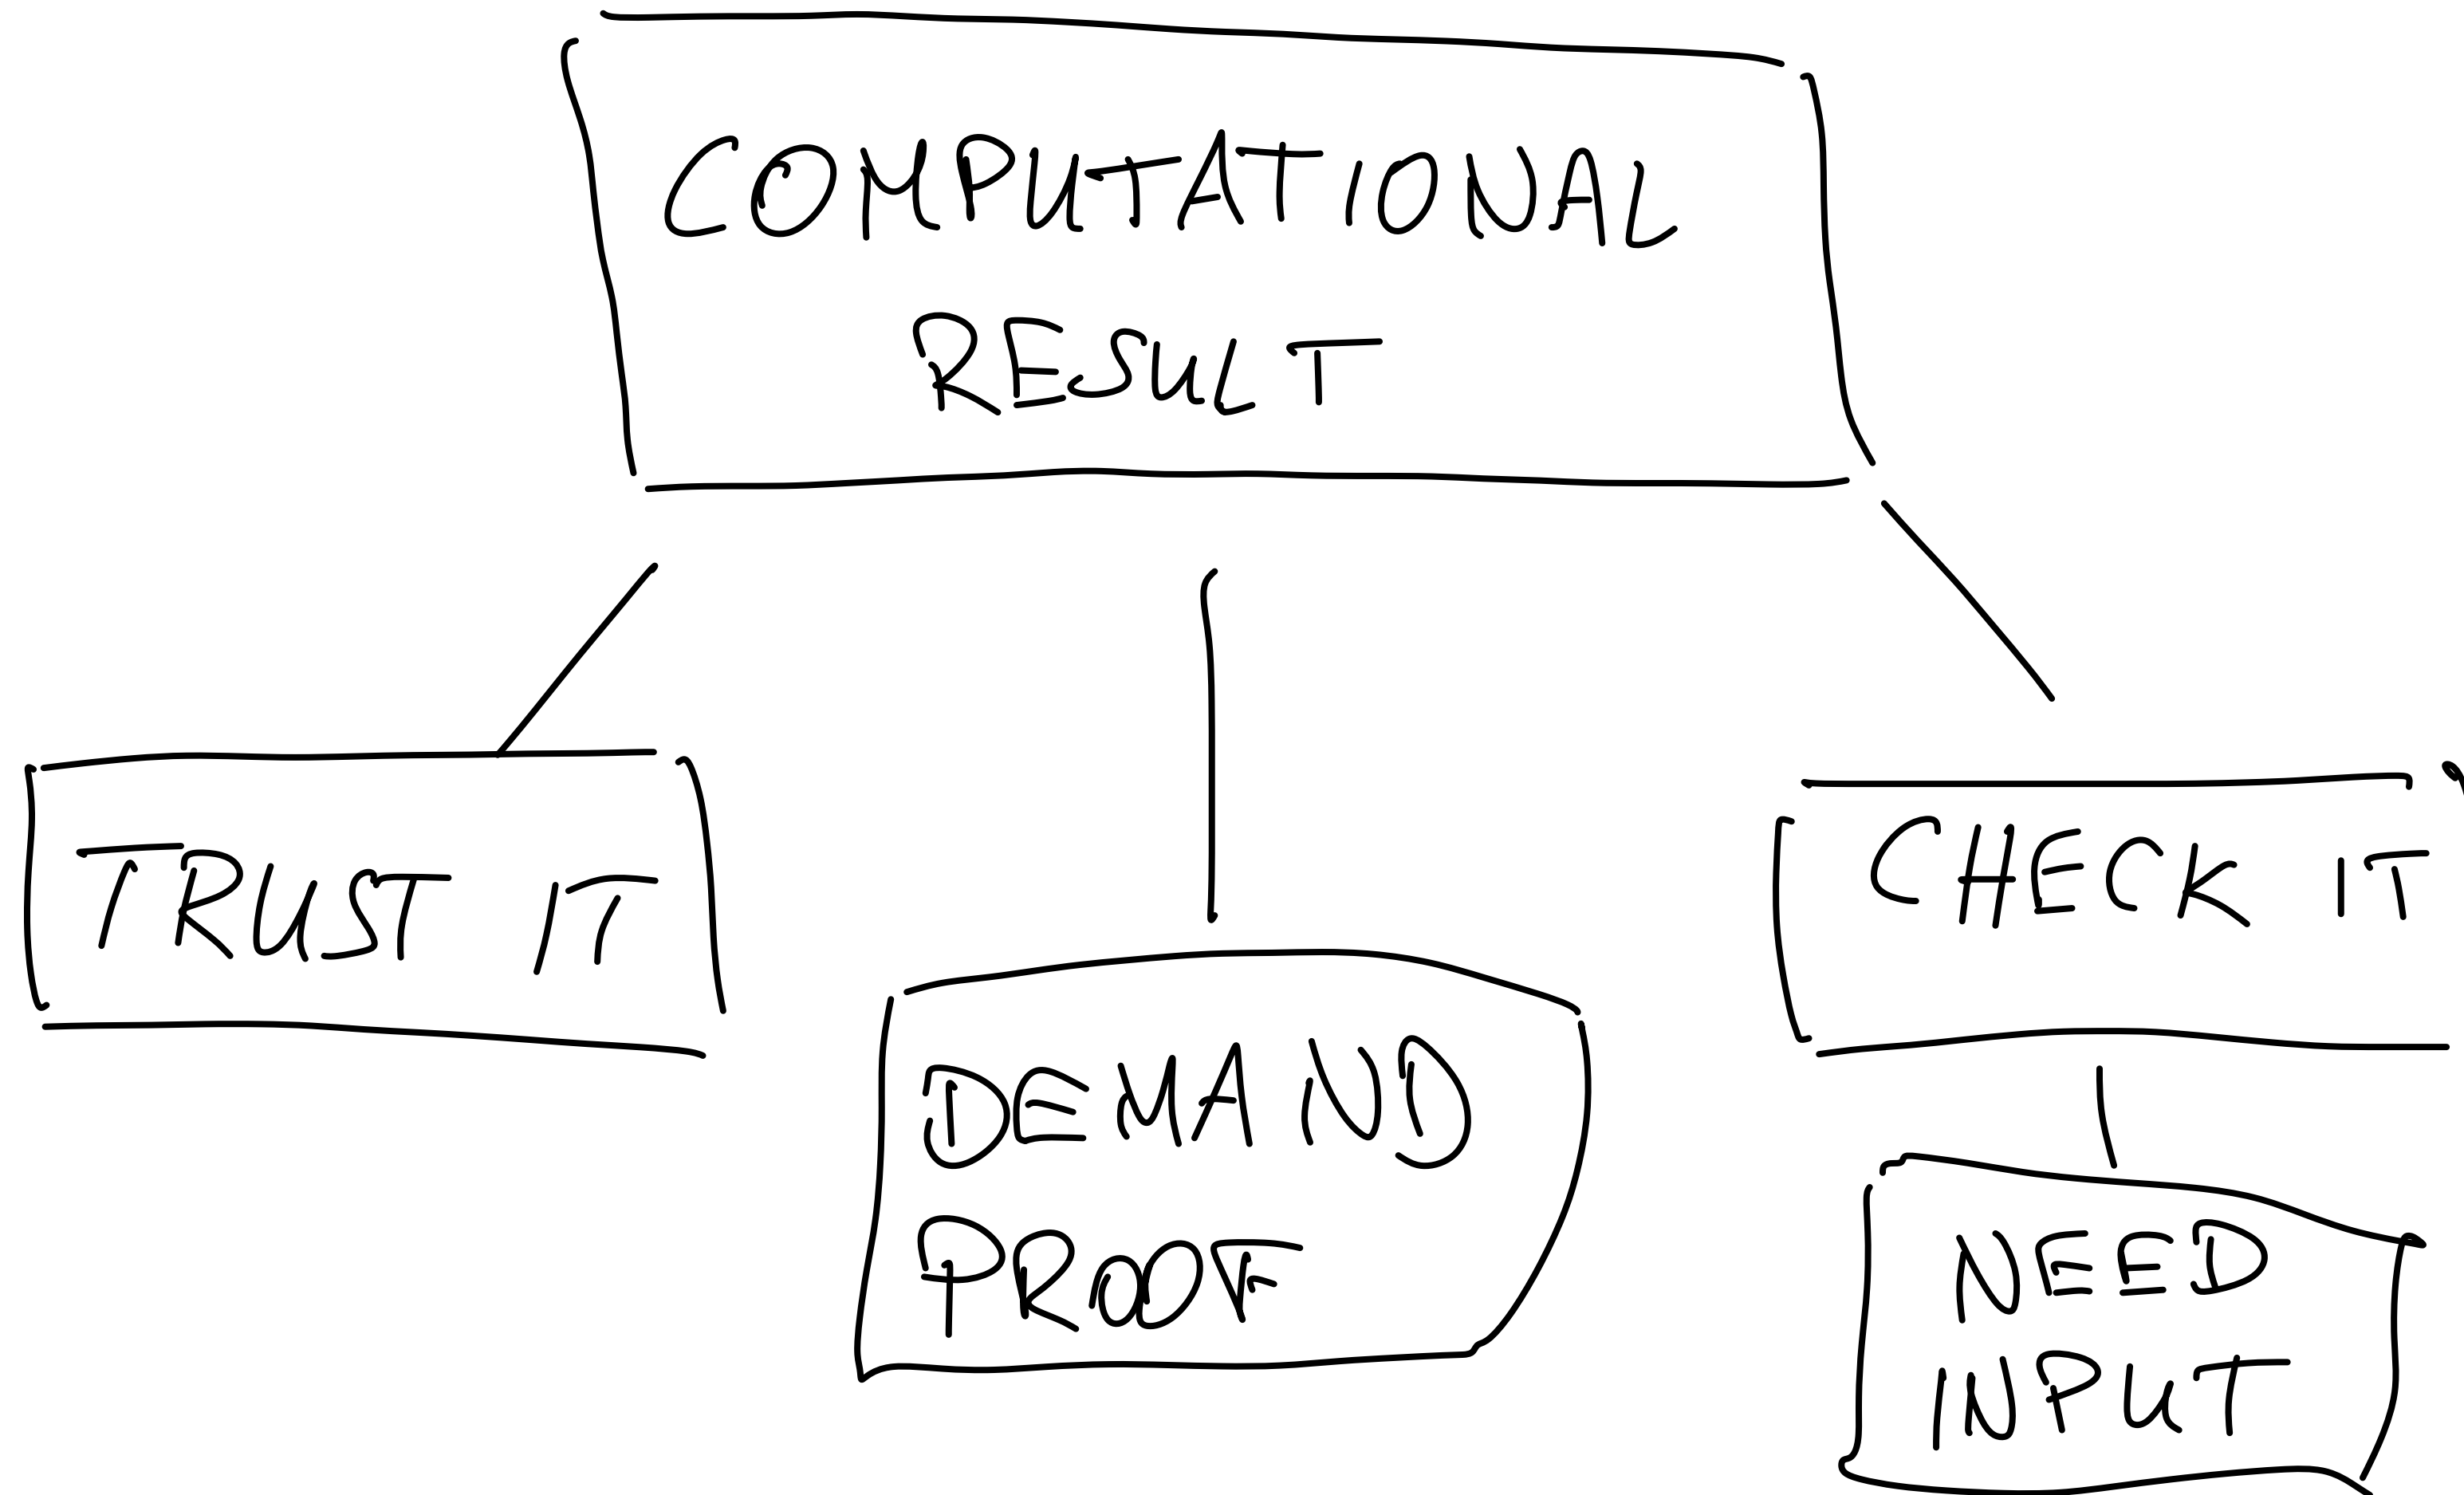 COMPUTATIONAL
RESULT
TRUST IT
CHECK IT
DEMAND
PROOF
NEED
INPUT